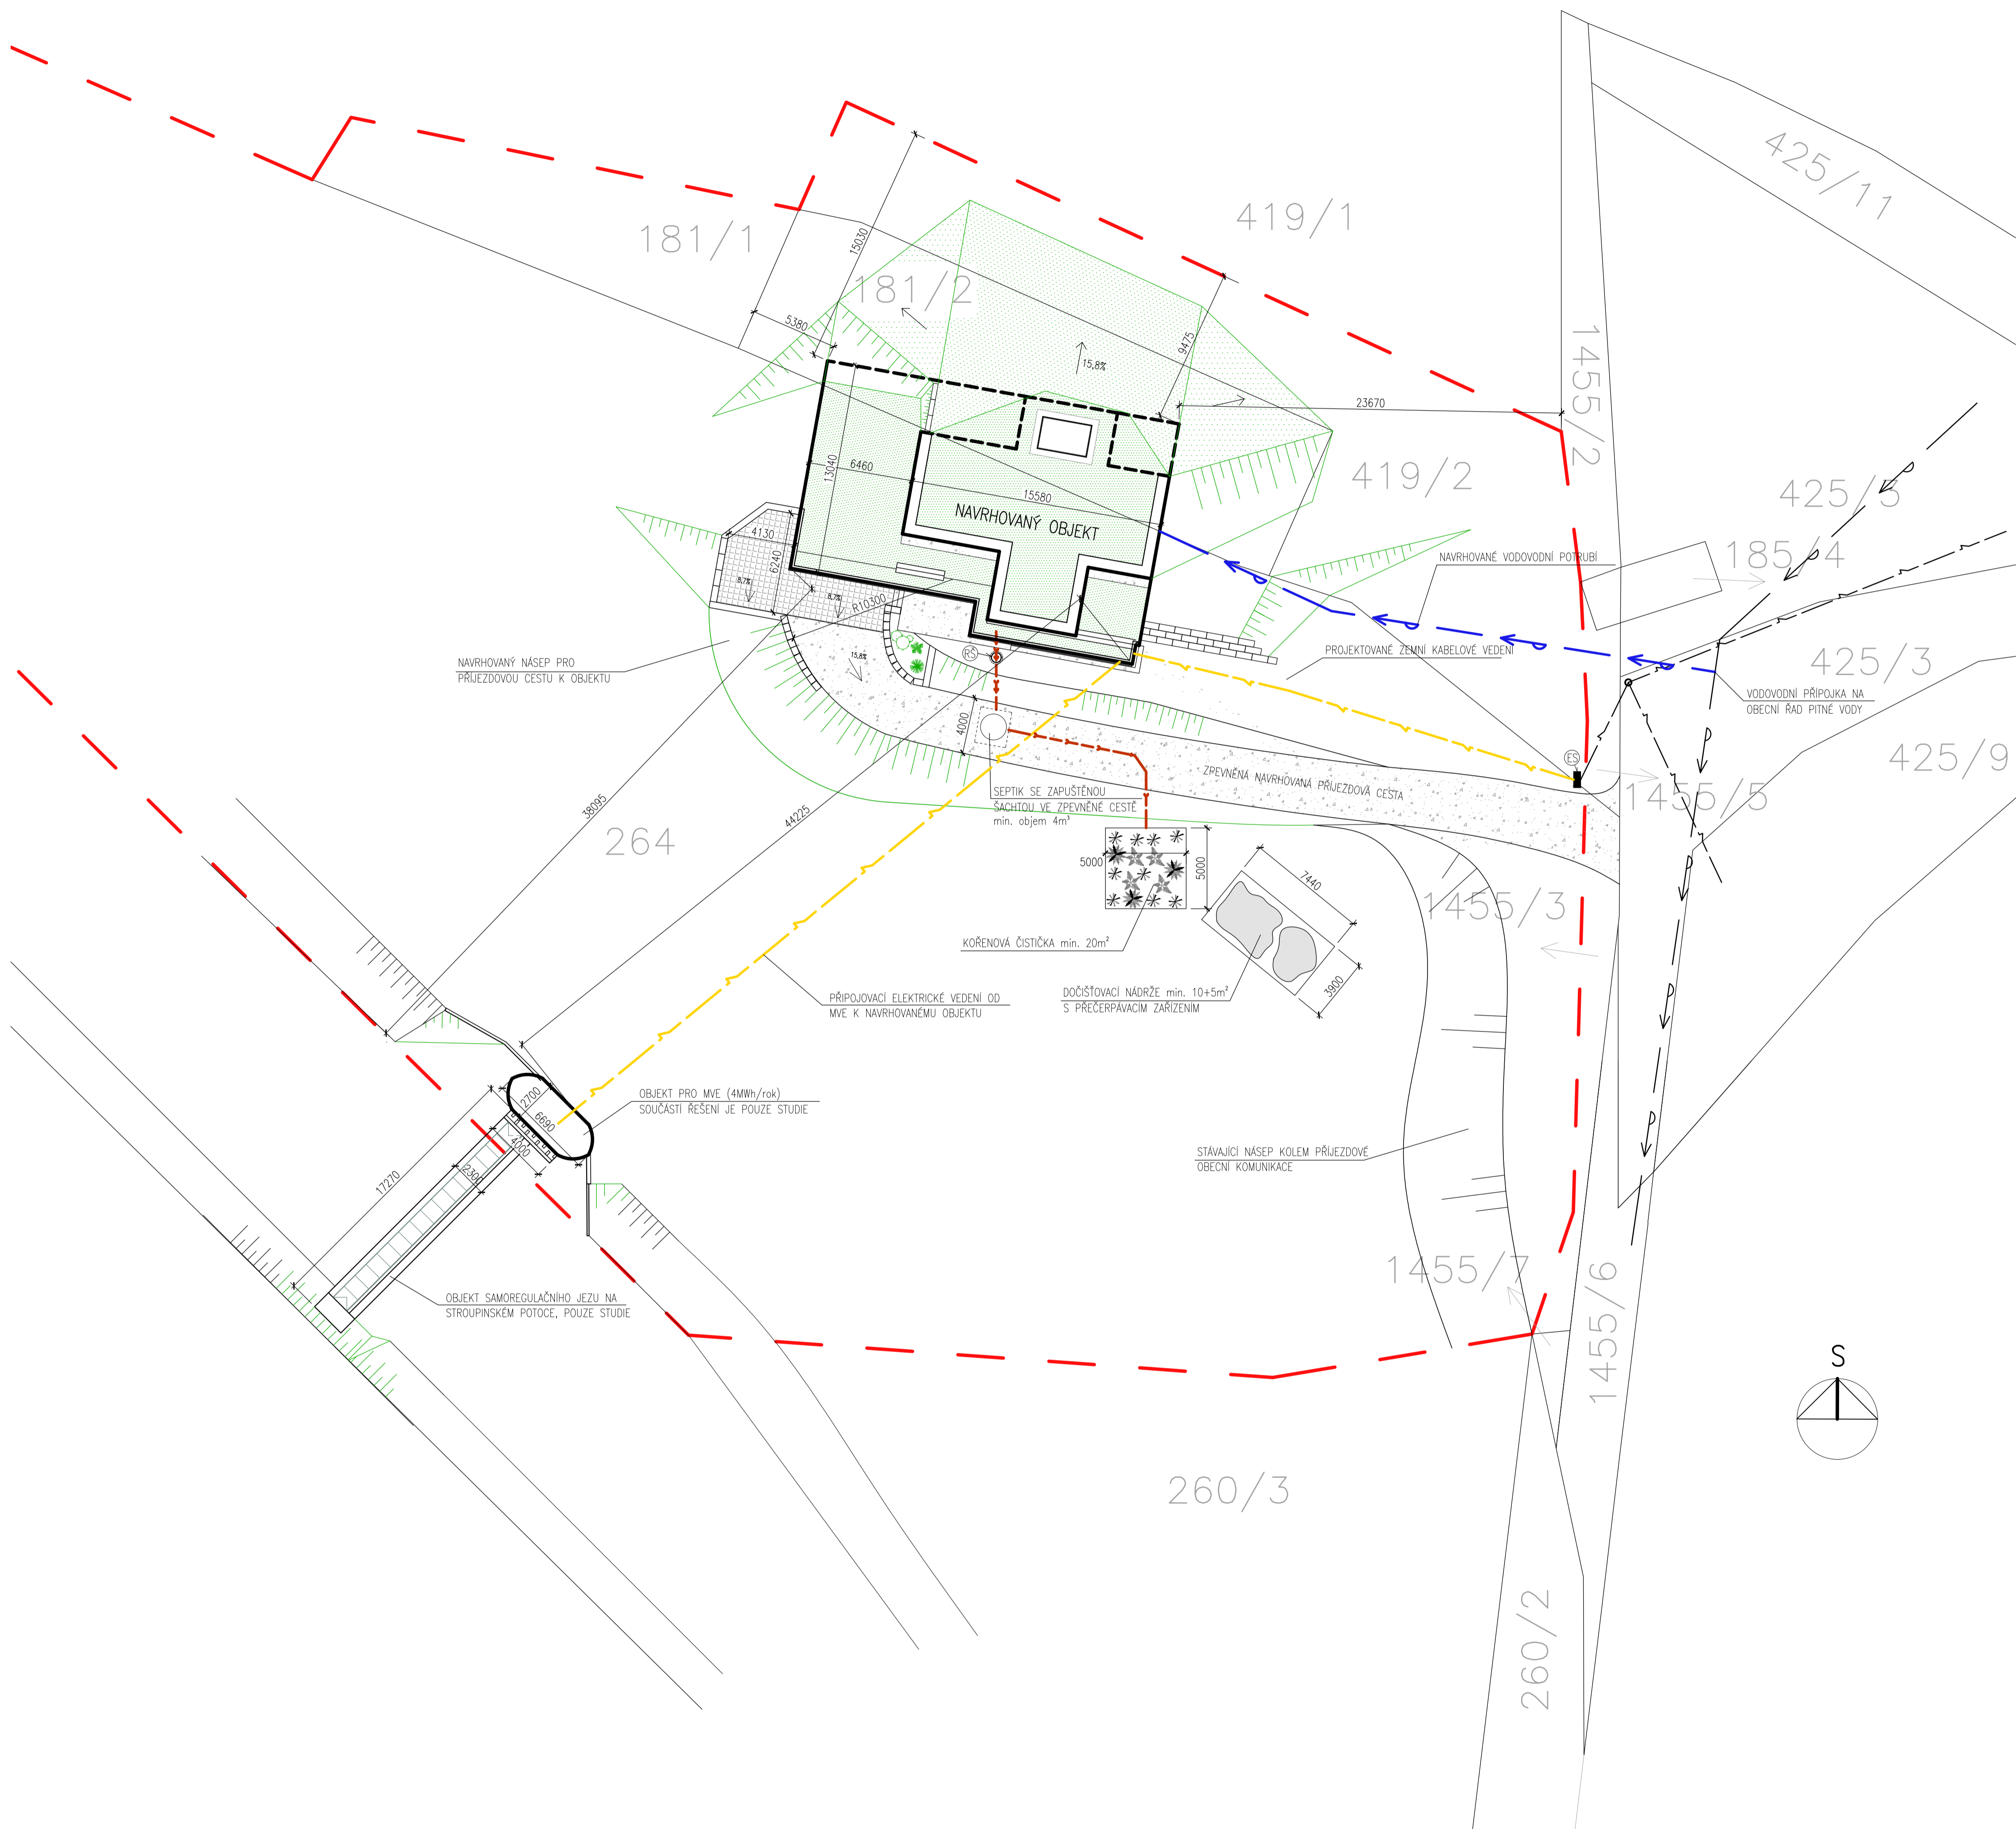 425/11
419/1
181/1
15030
181/2
5380
9475
15,8%
1455/2
23670
13040
6460
15580
NAVRHOVANÝ OBJEKT
419/2
425/3
4130
6240
185/4
NAVRHOVANÉ VODOVODNÍ POTRUBÍ
8,7%
8,7%
R10300
NAVRHOVANÝ NÁSEP PRO
PŘÍJEZDOVOU CESTU K OBJEKTU
15,8%
RŠ
PROJEKTOVANÉ ZEMNÍ KABELOVÉ VEDENÍ
425/3
VODOVODNÍ PŘÍPOJKA NA
OBECNÍ ŘAD PITNÉ VODY
4000
425/9
ES
ZPEVNĚNÁ NAVRHOVANÁ PŘÍJEZDOVÁ CESTA
1455/5
SEPTIK SE ZAPUŠTĚNOU
ŠACHTOU VE ZPEVNĚNÉ CESTĚ
min. objem 4m³
38095
44225
264
5000
5000
7440
1455/3
KOŘENOVÁ ČISTIČKA min. 20m²
3900
PŘIPOJOVACÍ ELEKTRICKÉ VEDENÍ OD
MVE K NAVRHOVANÉMU OBJEKTU
DOČIŠŤOVACÍ NÁDRŽE min. 10+5m²
S PŘEČERPÁVACÍM ZAŘÍZENÍM
OBJEKT PRO MVE (4MWh/rok)
SOUČÁSTÍ ŘEŠENÍ JE POUZE STUDIE
2700
6690
4000
2300
17270
STÁVAJÍCÍ NÁSEP KOLEM PŘÍJEZDOVÉ
OBECNÍ KOMUNIKACE
1455/7
OBJEKT SAMOREGULAČNÍHO JEZU NA
STROUPINSKÉM POTOCE, POUZE STUDIE
1455/6
S
260/3
260/2